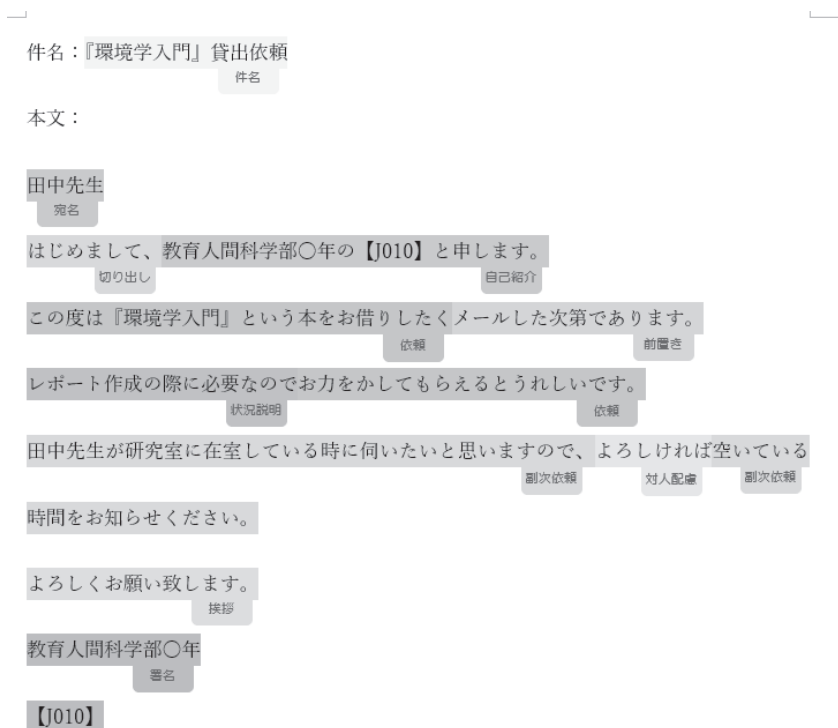 件名：『環境学入門』貸出依頼
件名
本文：
田中先生
宛名
はじめまして、教育人間科学部〇年の【J010】と申します。
切り出し 自己紹介
この度は『環境学入門』という本をお借りしたくメールした次第であります。
依頼 前置き
レポート作成の際に必要なのでお力をかしてもらえるとうれしいです。
状況説明 依頼
田中先生が研究室に在室している時に伺いたいと思いますので、よろしければ空いている
副次依頼 対人配慮 副次依頼
時間をお知らせください。
よろしくお願い致します。
挨拶
教育人間科学部〇年
署名
【J010】